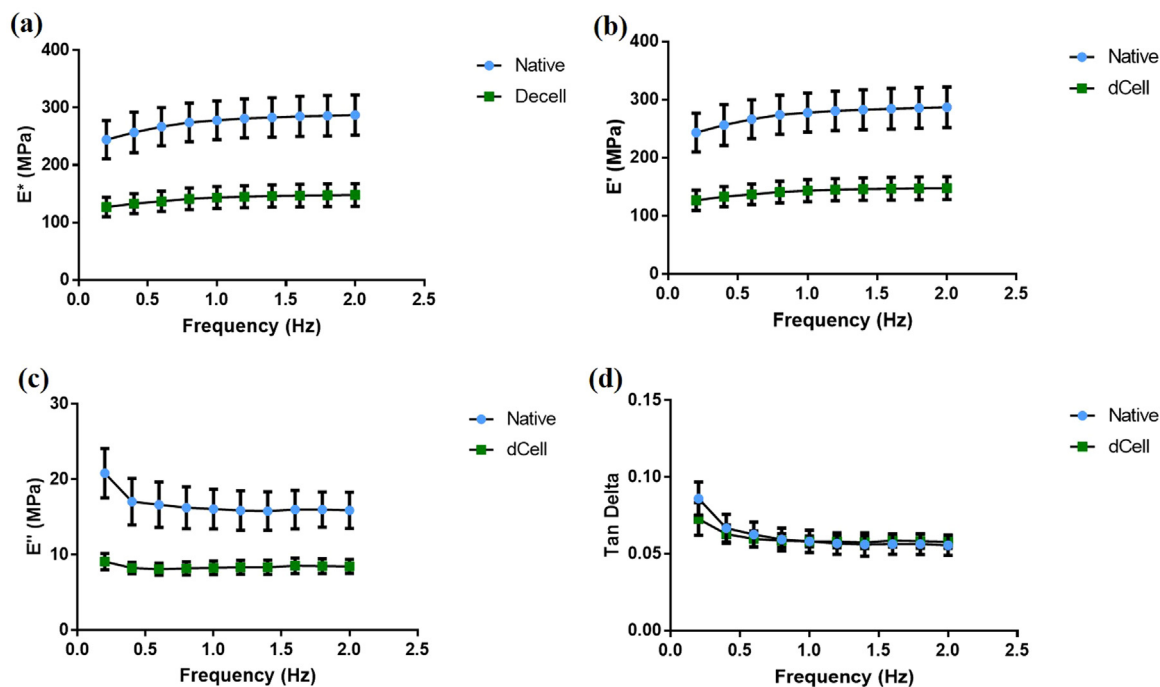 (a)
400
300
200
100
0
E* (MPa)
0.0 0.5 1.0 1.5 2.0 2.5
Frequency (Hz)
Native
Decell
(b)
400
300
200
100
0
E' (MPa)
0.0 0.5 1.0 1.5 2.0 2.5
Frequency (Hz)
Native
dCell
(c)
30
20
10
0
E'' (MPa)
0.0 0.5 1.0 1.5 2.0 2.5
Frequency (Hz)
Native
dCell
(d)
0.15
0.10
0.05
0.00
Tan Delta
0.0 0.5 1.0 1.5 2.0 2.5
Frequency (Hz)
Native
dCell